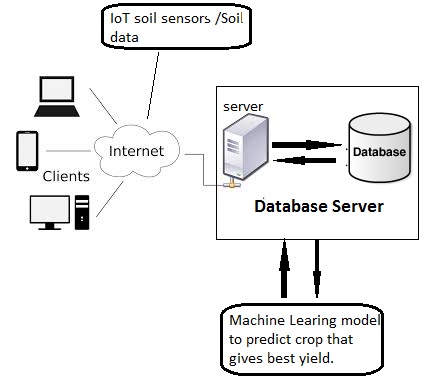 IoT soil sensors /Soil
data
server
Internet
Database
Clients
Database Server
Machine Learing model
to predict crop that
gives best yield.